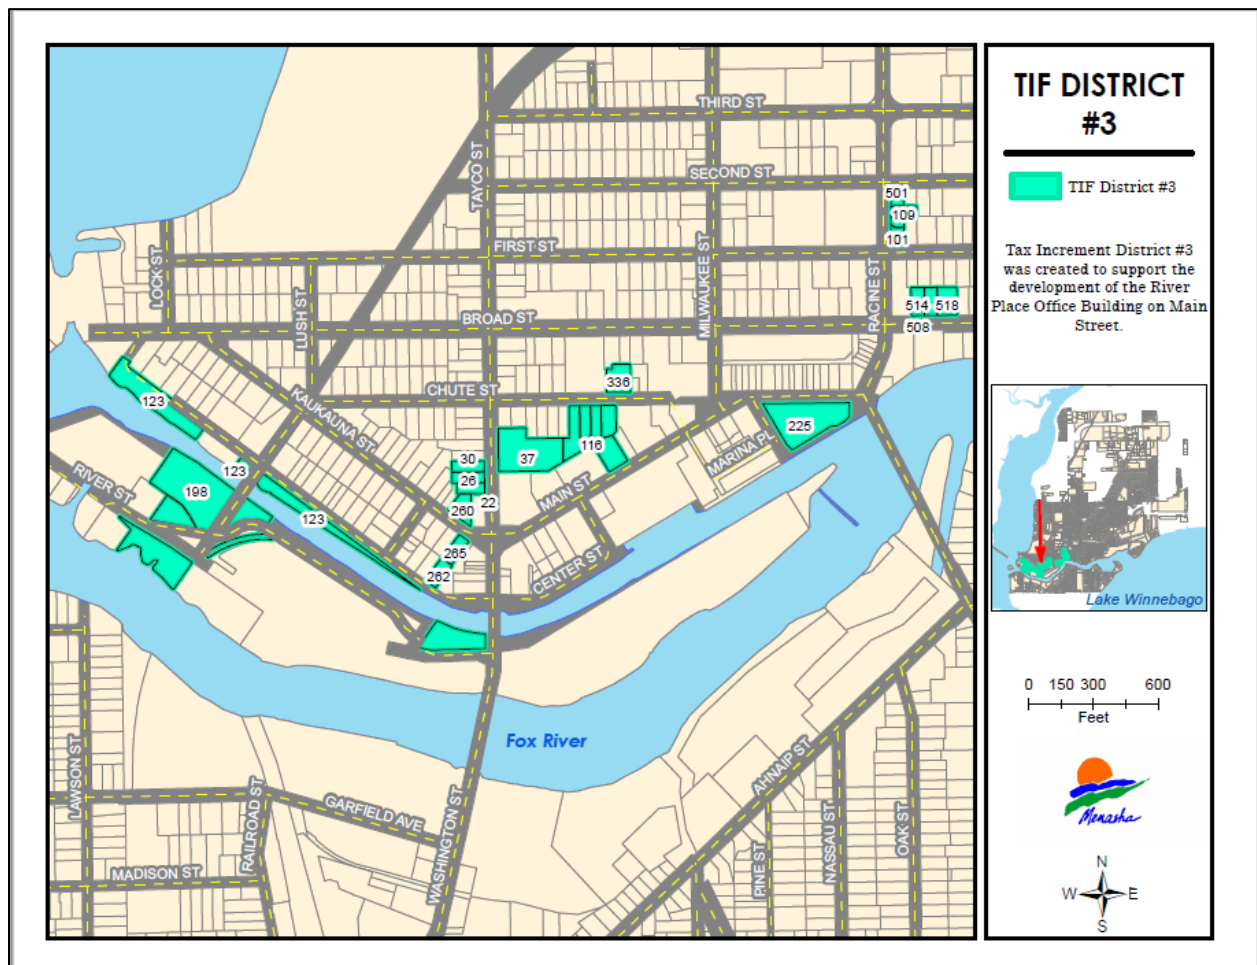 THIRD ST
SECOND ST
TAYCO ST
501
109
101
FIRST ST
MILWAUKEE ST
LOCK ST
LUSH ST
RACINE ST
514 518
508
BROAD ST
336
CHUTE ST
KAUKAUNA ST
123
225
116
37
MARINA PL
30
26
22
260
MAIN ST
123
198
RIVER ST
123
265
262
CENTER ST
Fox River
AHNAIP ST
LAWSON ST
RAILROAD ST
GARFIELD AVE
WASHINGTON ST
MADISON ST
PINE ST
NASSAU ST
OAK ST
TIF DISTRICT
#3
TIF District #3
Tax Increment District #3
was created to support the
development of the River
Place Office Building on Main
Street.
Lake Winnebago
0 150 300 600
Feet
Menasha
N
W E
S